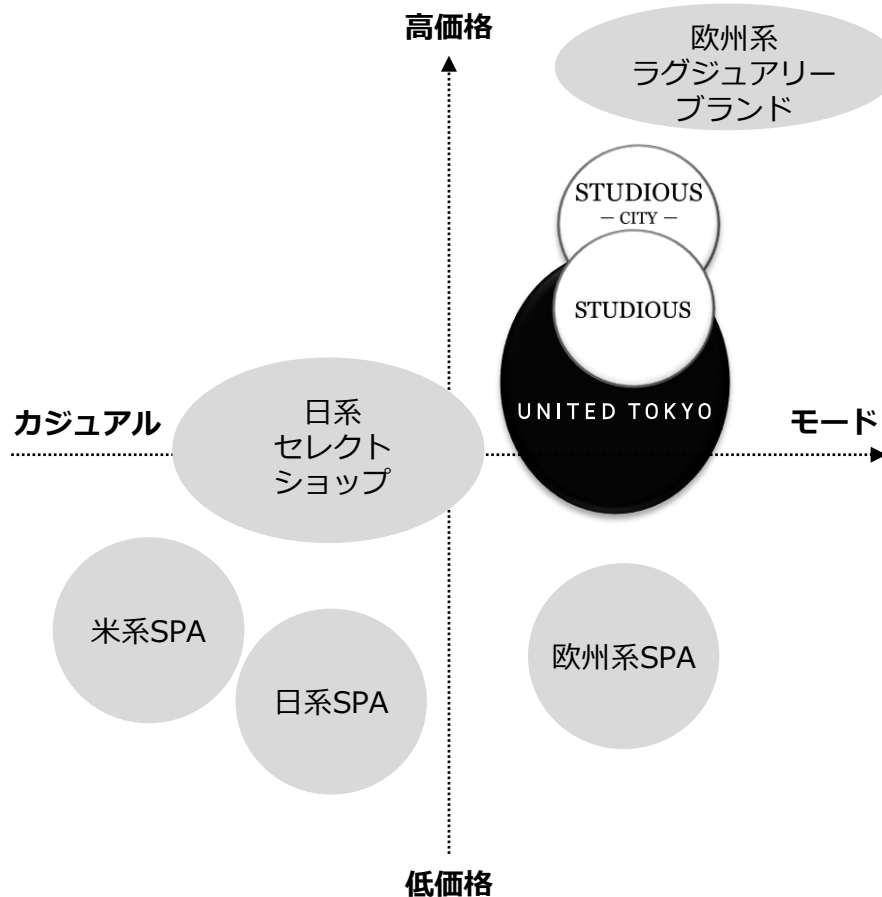 高価格
欧州系
ラグジュアリー
ブランド
STUDIOUS
― CITY ―
STUDIOUS
UNITED TOKYO
カジュアル
日系
セレクト
ショップ
モード
米系SPA
日系SPA
欧州系SPA
低価格